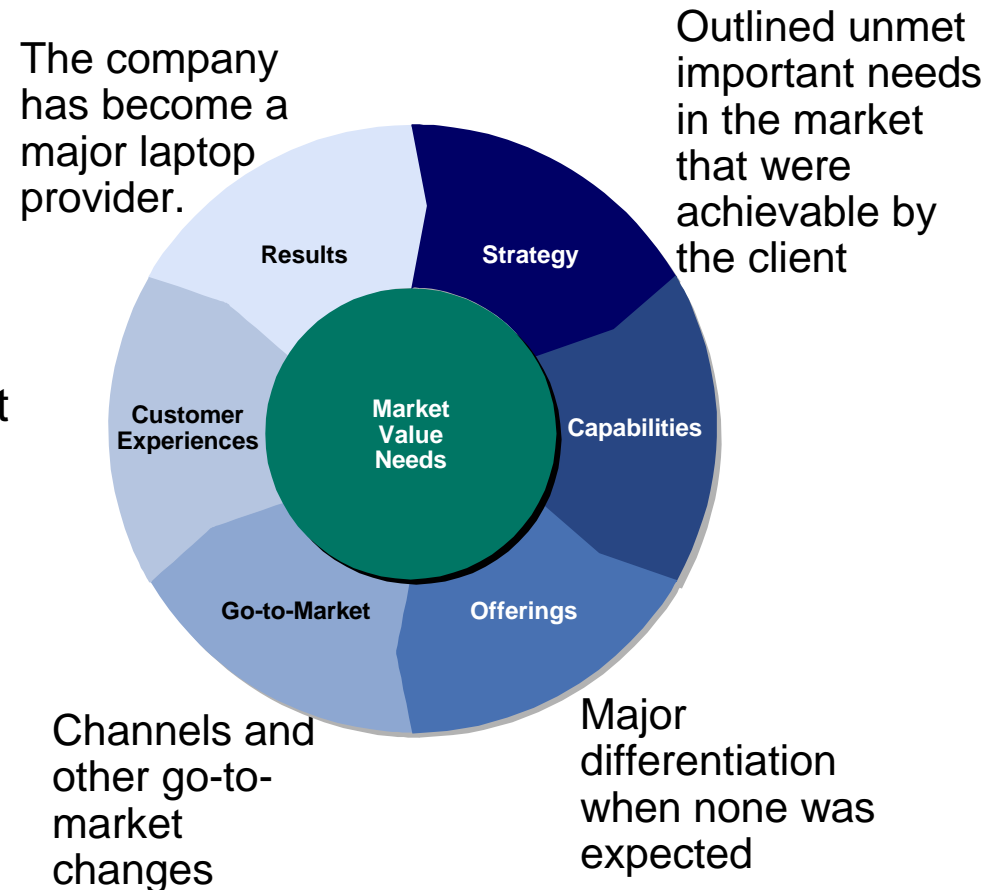 The company
has become a
major laptop
provider.
Outlined unmet
important needs
in the market
that were
achievable by
the client
Results
Strategy
t
Customer
Experiences
Market
Value
Needs
Capabilities
Go-to-Market
Offerings
Channels and
other go-to-
market
changes
Major
differentiation
when none was
expected